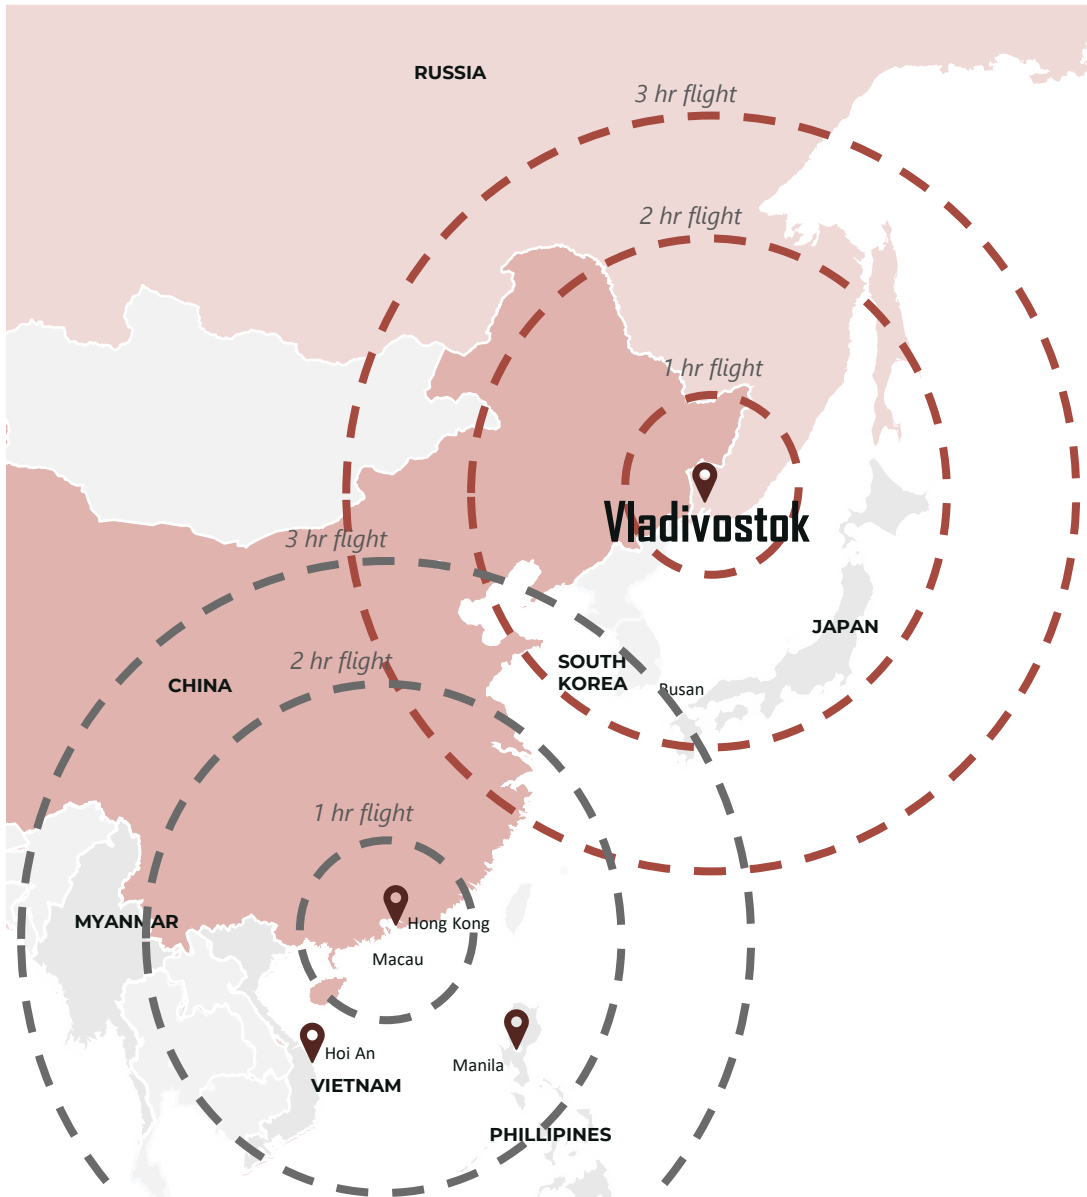 RUSSIA
3 hr flight
2 hr flight
1 hr flight
Vladivostok
3 hr flight
JAPAN
2 hr flight
SOUTH
KOREA
CHINA
Busan
1 hr flight
MYANMAR
Hong Kong
Macau
Hoi An
Manila
VIETNAM
PHILLIPINES